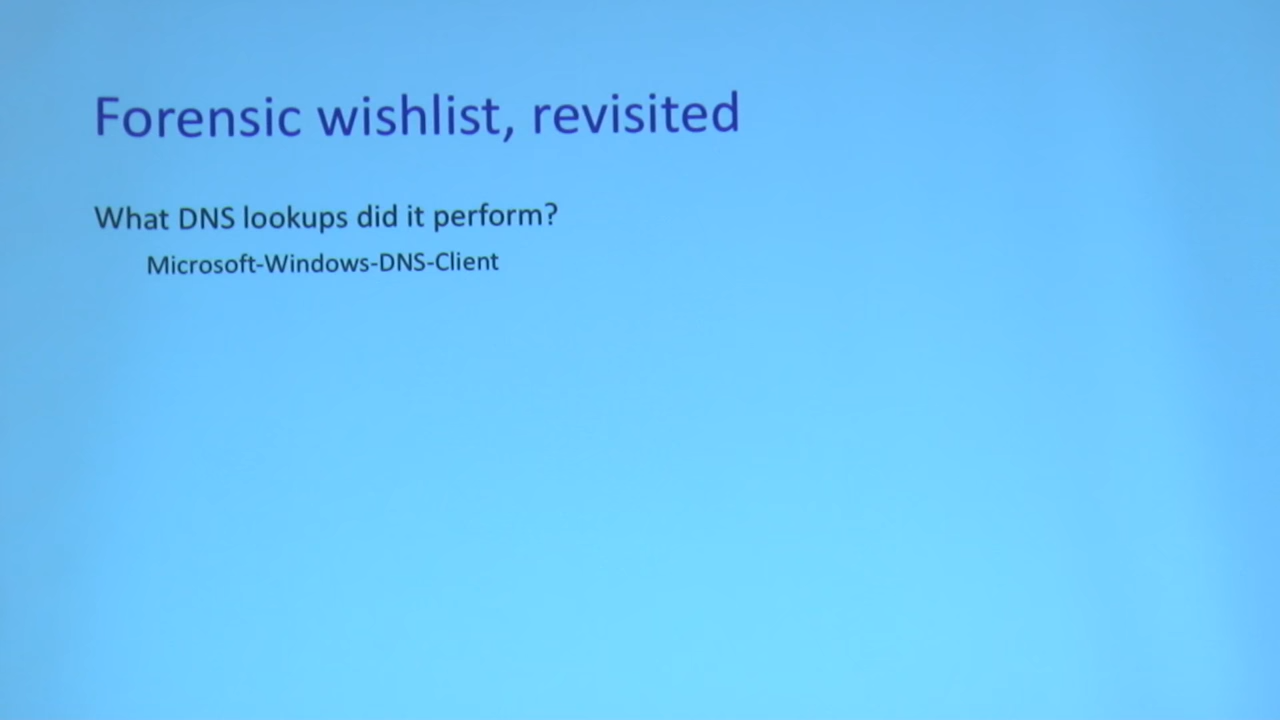 Forensic wishlist, revisited
What DNS lookups did it perform?
Microsoft-Windows-DNS-Client